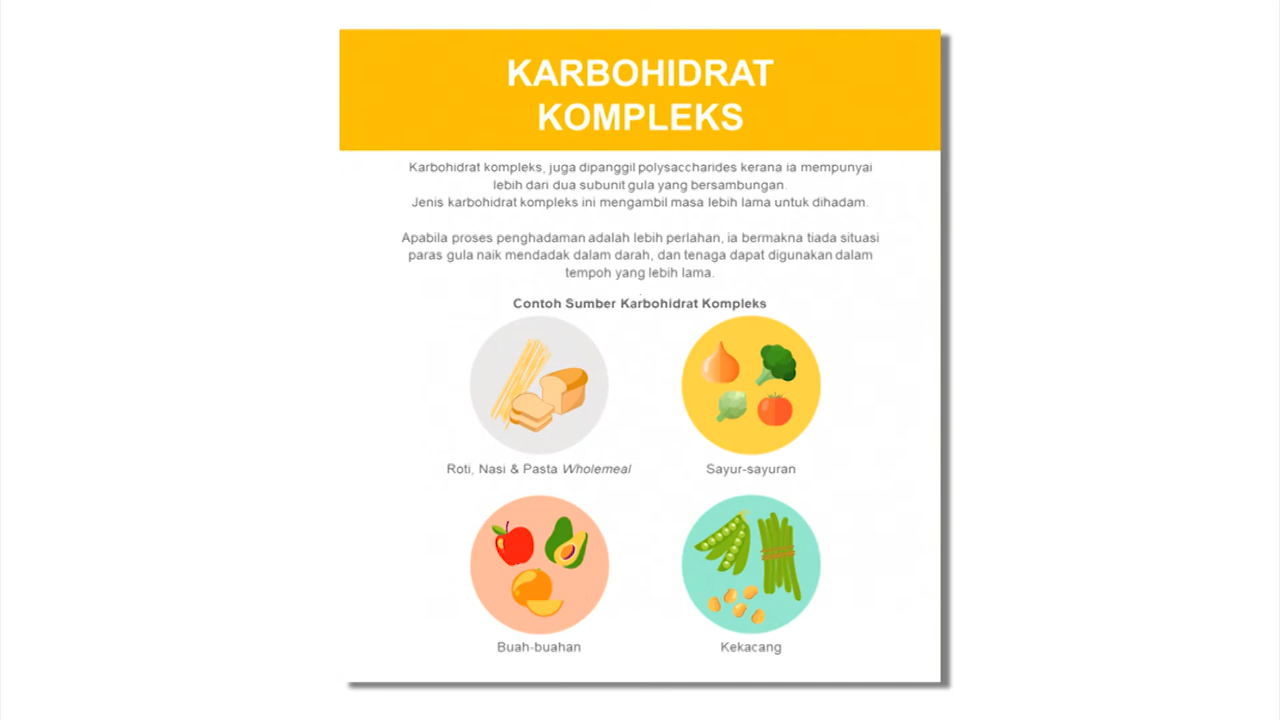 KARBOHIDRAT
KOMPLEKS
Karbohidrat kompleks, juga dipanggil polysaccharides kerana ia mempunyai
lebih dari dua subunit gula yang bersambungan.
Jenis karbohidrat kompleks ini mengambil masa lebih lama untuk dihadam.
Apabila proses penghadaman adalah lebih perlahan, ia bermakna tiada situasi
paras gula naik mendadak dalam darah, dan tenaga dapat digunakan dalam
tempoh yang lebih lama.
Contoh Sumber Karbohidrat Kompleks
Roti, Nasi & Pasta Wholemeal
Sayur-sayuran
Buah-buahan
Kekacang